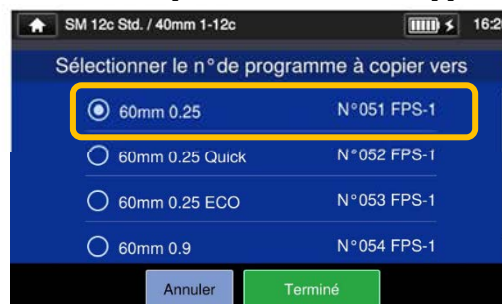 SM 12c Std. / 40mm 1-12c
Sélectionner le n° de programme à copier vers
60mm 0.25 N°051 FPS-1
60mm 0.25 Quick N°052 FPS-1
60mm 0.25 ECO N°053 FPS-1
60mm 0.9 N°054 FPS-1
Annuler Terminé